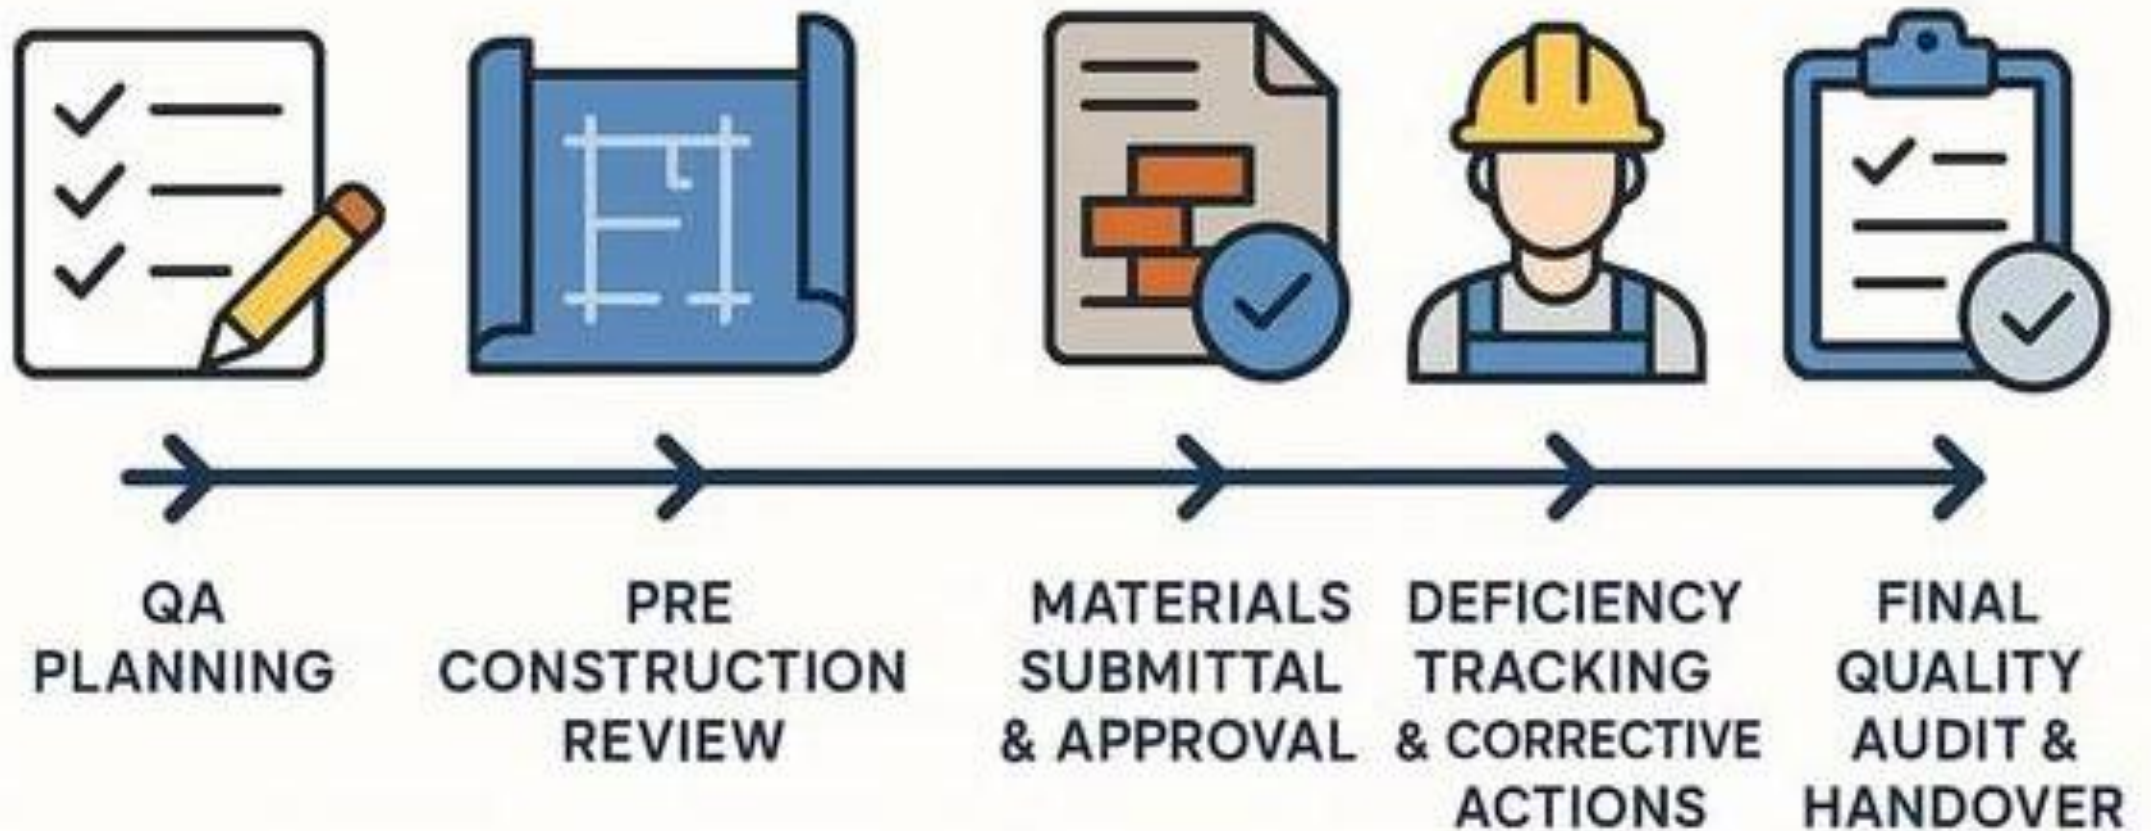 QA
PLANNING
PRE
CONSTRUCTION
REVIEW
MATERIALS
SUBMITTAL
& APPROVAL
DEFICIENCY
TRACKING
& CORRECTIVE
ACTIONS
FINAL
QUALITY
AUDIT &
HANDOVER